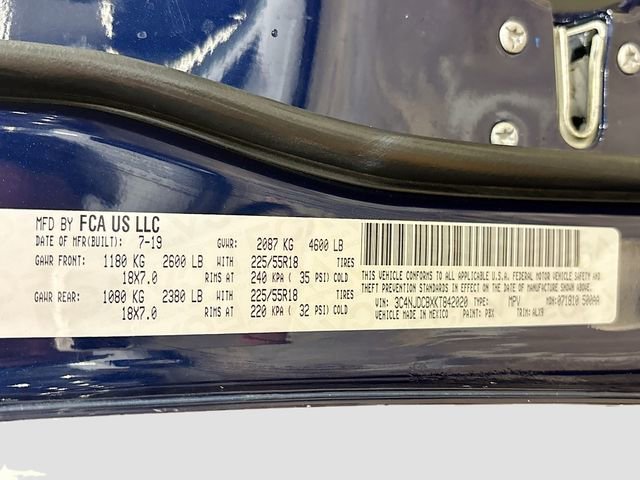 MFD BY FCA US LLC
DATE OF MFR(BUILT): 7-19 GVWR: 2087 KG 4600 LB
GAWR FRONT: 1180 KG 2600 LB WITH 225/55R18 TIRES
18X7.0 RIMS AT 240 KPA ( 35 PSI) COLD
GAWR REAR: 1080 KG 2380 LB WITH 225/55R18 TIRES
18X7.0 RIMS AT 220 KPA ( 32 PSI) COLD
THIS VEHICLE CONFORMS TO ALL APPLICABLE U.S.A. FEDERAL MOTOR VEHICLE SAFETY AND
THEFT PREVENTION STANDARDS IN EFFECT ON THE DATE OF MANUFACTURE SHOWN ABOVE.
VIN: 3C4NJDCBXKT842020 TYPE: MPV MDH: 071810 500AA
VEHICLE MADE IN MEXICO PAINT: PBX TRIM: ALX9